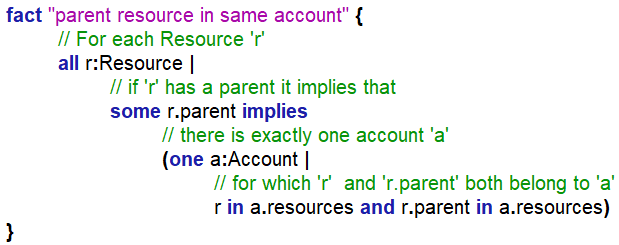 fact "parent resource in same account" {
// For each Resource 'r'
all r:Resource |
// if 'r' has a parent it implies that
some r.parent implies
// there is exactly one account 'a'
(one a:Account |
// for which 'r'  and 'r.parent' both belong to 'a'
r in a.resources and r.parent in a.resources)
}